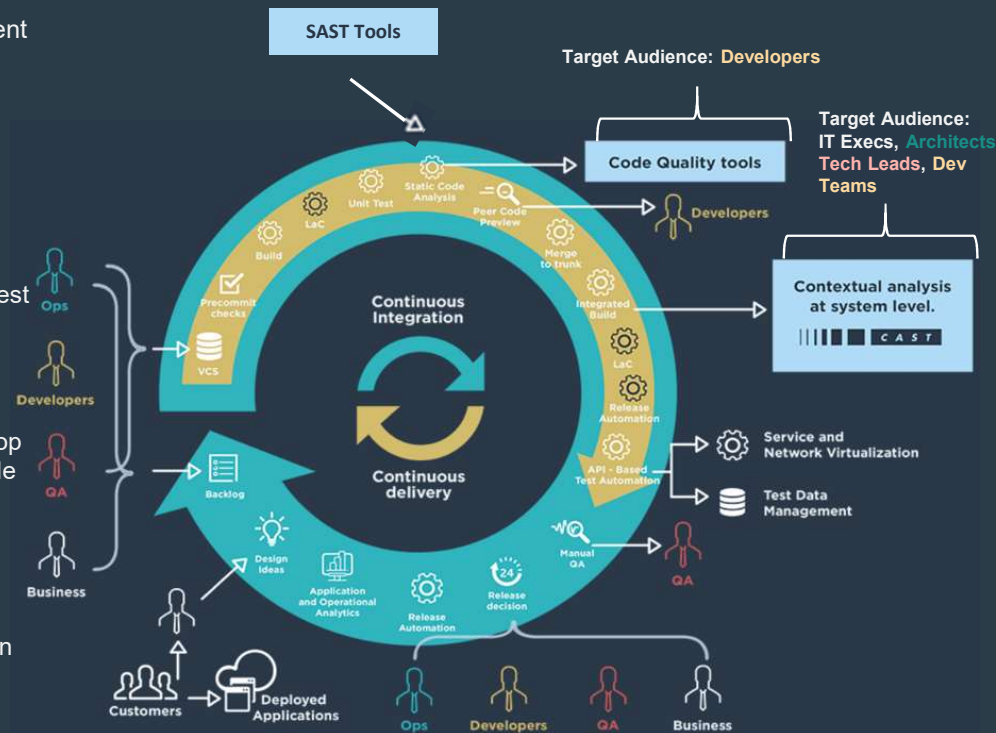 ent
SAST Tools
Target Audience: Developers
Target Audience:
IT Execs, Architects
Tech Leads, Dev
Teams
Code Quality tools
Static Code
Analysis
Unit Test
LaC
Peer Code
Preview
Developers
Build
Merge
to trunk
Contextual analysis
at system level.
CAST
Precommit
checks
Integrated
Build
est
Ops
Continuous
Integration
VCS
LaC
Developers
Release
Automation
op
le
QA
Continuous
delivery
API - Based
Test Automation
Service and
Network Virtualization
Backlog
Test Data
Management
Design
Ideas
Manual
QA
QA
Business
Application
and Operational
Analytics
24
Release
decision
Release
Automation
n
Customers
Deployed
Applications
Ops
Developers
QA
Business